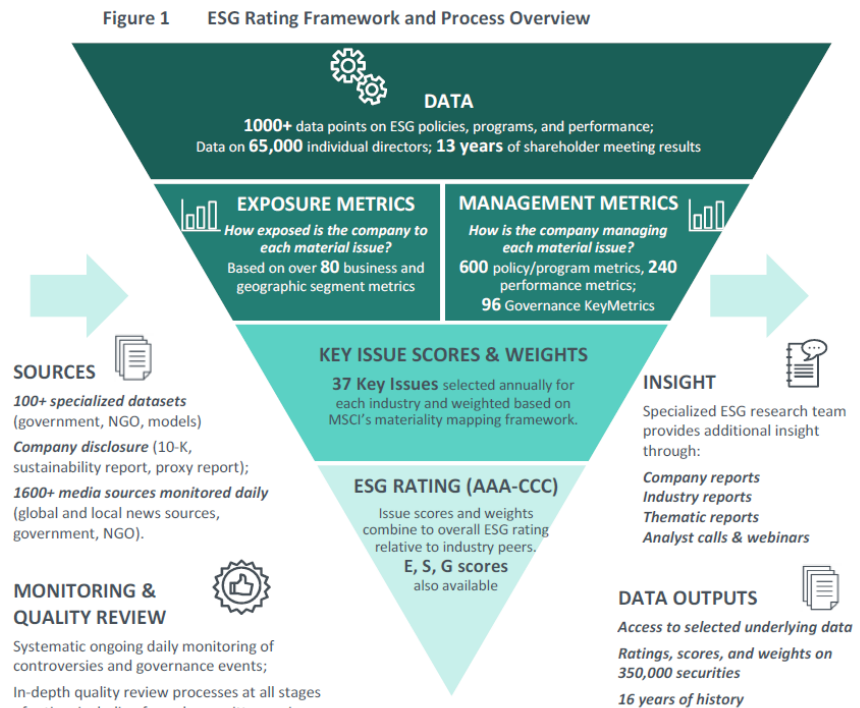 Figure 1 ESG Rating Framework and Process Overview
DATA
1000+ data points on ESG policies, programs, and performance;
Data on 65,000 individual directors; 13 years of shareholder meeting results
EXPOSURE METRICS
How exposed is the company to
each material issue?
Based on over 80 business and
geographic segment metrics
MANAGEMENT METRICS
How is the company managing
each material issue?
600 policy/program metrics, 240
performance metrics;
96 Governance KeyMetrics
KEY ISSUE SCORES & WEIGHTS
37 Key Issues selected annually for
each industry and weighted based on
MSCI's materiality mapping framework.
ESG RATING (AAA-CCC)
Issue scores and weights
combine to overall ESG rating
relative to industry peers.
E, S, G scores
also available
SOURCES
100+ specialized datasets
(government, NGO, models)
Company disclosure (10-K,
sustainability report, proxy report);
1600+ media sources monitored daily
(global and local news sources,
government, NGO).
MONITORING &
QUALITY REVIEW
Systematic ongoing daily monitoring of
controversies and governance events;
In-depth quality review processes at all stages
INSIGHT
Specialized ESG research team
provides additional insight
through:
Company reports
Industry reports
Thematic reports
Analyst calls & webinars
DATA OUTPUTS
Access to selected underlying data
Ratings, scores, and weights on
350,000 securities
16 years of history